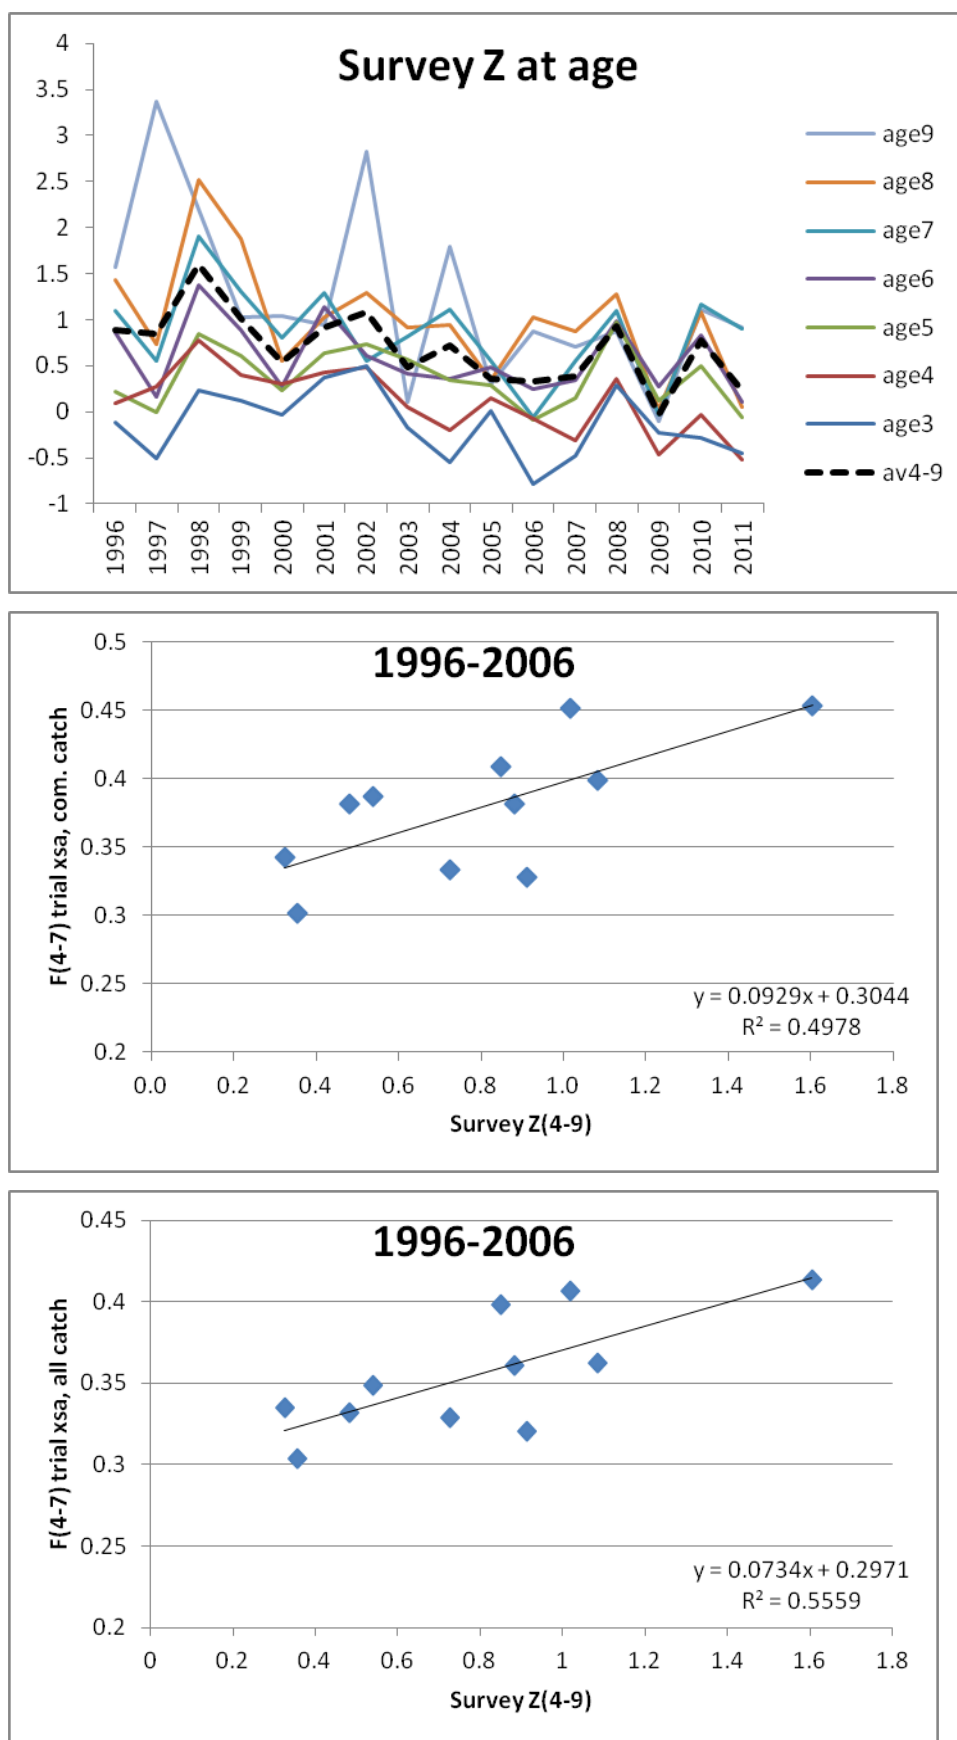 Survey Z at age
4
3.5
3
2.5
2
1.5
1
0.5
0
-0.5
-1
1996 1997 1998 1999 2000 2001 2002 2003 2004 2005 2006 2007 2008 2009 2010 2011
age9
age8
age7
age6
age5
age4
age3
av4-9
1996-2006
F(4-7) trial xsa, com. catch
0.5
0.45
0.4
0.35
0.3
0.25
0.2
y = 0.0929x + 0.3044
R² = 0.4978
0.0 0.2 0.4 0.6 0.8 1.0 1.2 1.4 1.6 1.8
Survey Z(4-9)
1996-2006
F(4-7) trial xsa, all catch
0.45
0.4
0.35
0.3
0.25
0.2
y = 0.0734x + 0.2971
R² = 0.5559
0 0.2 0.4 0.6 0.8 1 1.2 1.4 1.6 1.8
Survey Z(4-9)